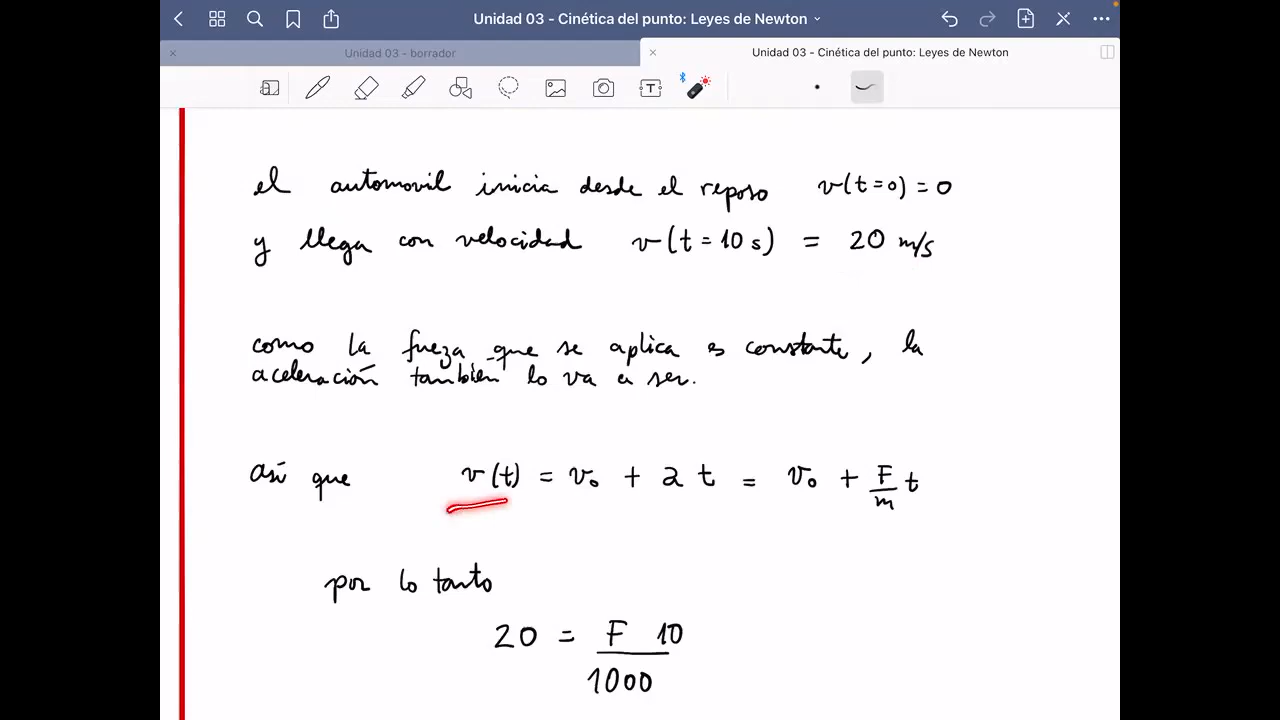 Unidad 03 - Cinética del punto: Leyes de Newton
Unidad 03 - borrador
Unidad 03 - Cinética del punto: Leyes de Newton
el automovil inicia desde el reposo v(t=0)=0
y llega con velocidad v(t=10 s) = 20 m/s
como la fuerza que se aplica es constante, la
aceleración también lo va a ser.
así que v(t) = v₀ + a t = v₀ + F/m t
por lo tanto
20 = F 10
1000